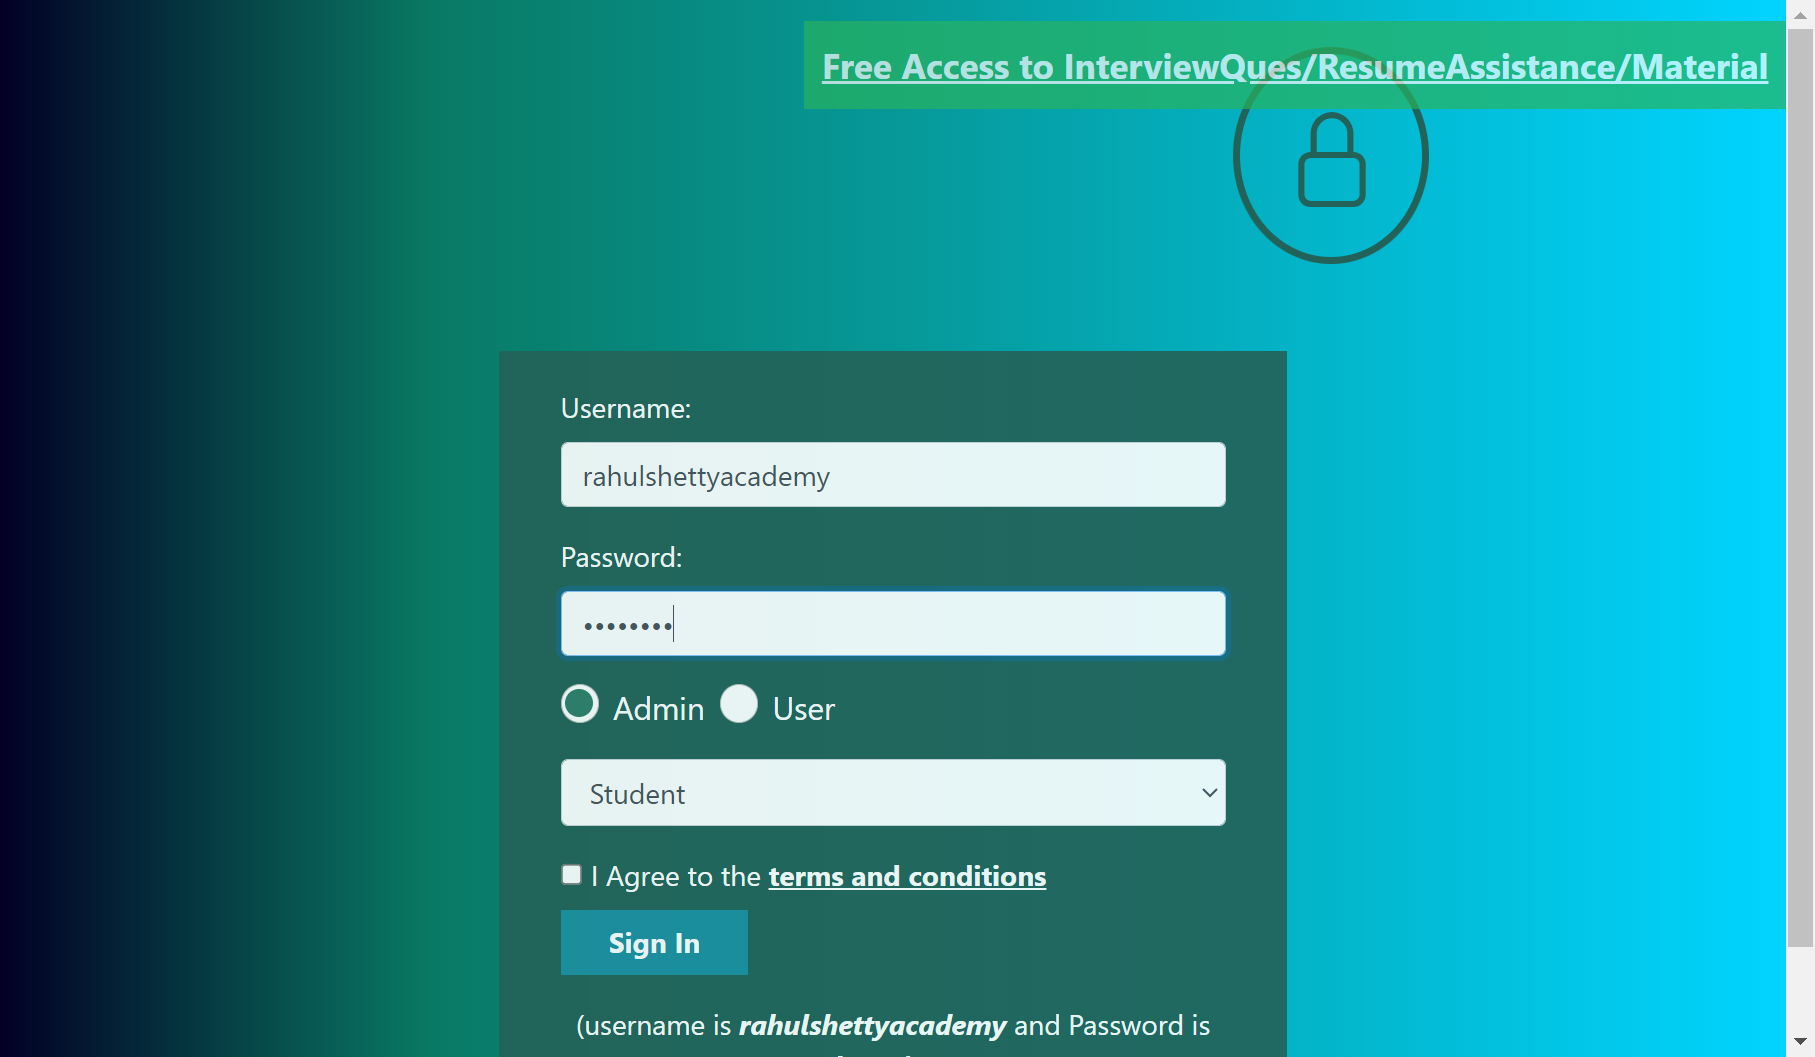 Free Access to InterviewQues/ResumeAssistance/Material
Username:
rahulshettyacademy
Password:
••••••••
Admin User
Student
I Agree to the terms and conditions
Sign In
(username is rahulshettyacademy and Password is